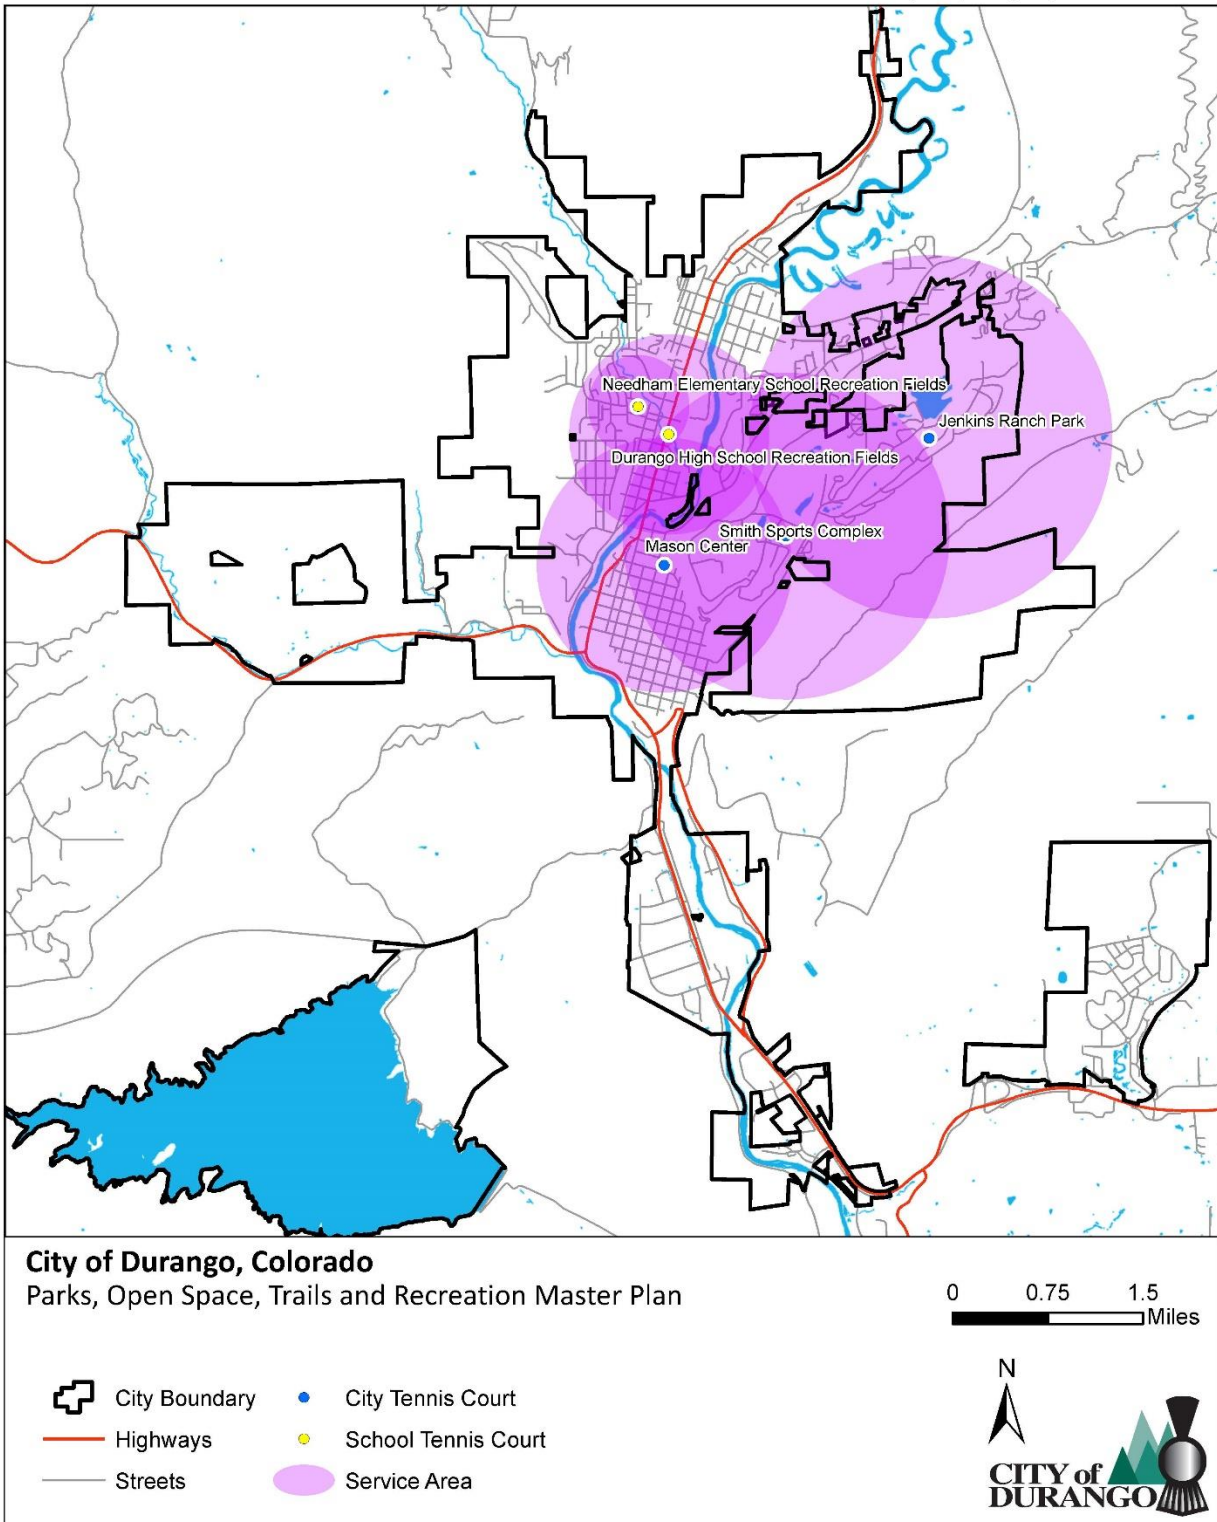 Needham Elementary School Recreation Fields
Jenkins Ranch Park
Durango High School Recreation Fields
Smith Sports Complex
Mason Center
City of Durango, Colorado
Parks, Open Space, Trails and Recreation Master Plan
0 0.75 1.5
Miles
N
City Boundary
City Tennis Court
Highways
School Tennis Court
Streets
Service Area
CITY of
DURANGO